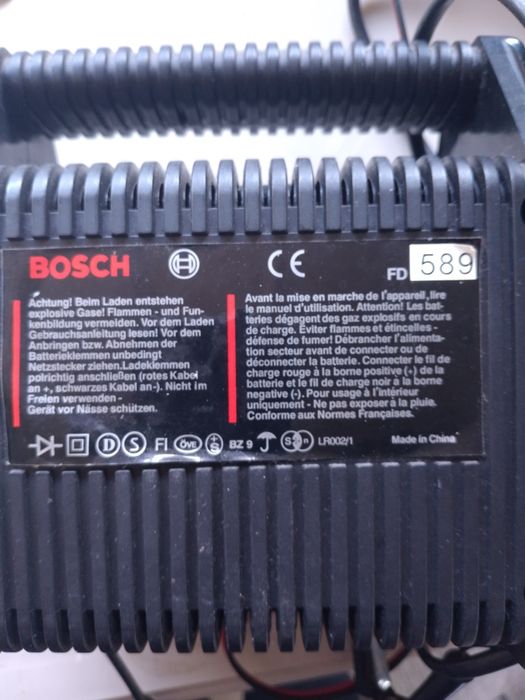 BOSCH CE FD 589
Achtung! Beim Laden entstehen
explosive Gase! Flammen - und Fun-
kenbildung vermeiden. Vor dem Laden
Gebrauchsanleitung lesen! Vor dem
Anbringen bzw. Abnehmen der
Batterieklemmen unbedingt
Netzstecker ziehen. Ladeklemmen
polrichtig anschließen (rotes Kabel
an +, schwarzes Kabel an-). Nicht im
Freien verwenden -
Gerät vor Nässe schützen.
Avant la mise en marche de l'appareil, lire
le manuel d'utilisation. Attention! Les bat-
teries dégagent des gaz explosifs en cours
de charge. Eviter flammes et étincelles -
défense de fumer! Débrancher l'alimenta-
tion secteur avant de connecter ou de
déconnecter la batterie. Connecter le fil de
charge rouge à la borne positive (+) de la
batterie et le fil de charge noir à la borne
negative (-). Pour usage à l'intérieur
uniquement - Ne pas exposer à la pluie.
Conforme aux Normes Françaises.
D S FI ÖVE +S BZ 9 S n LR002/1 Made in China